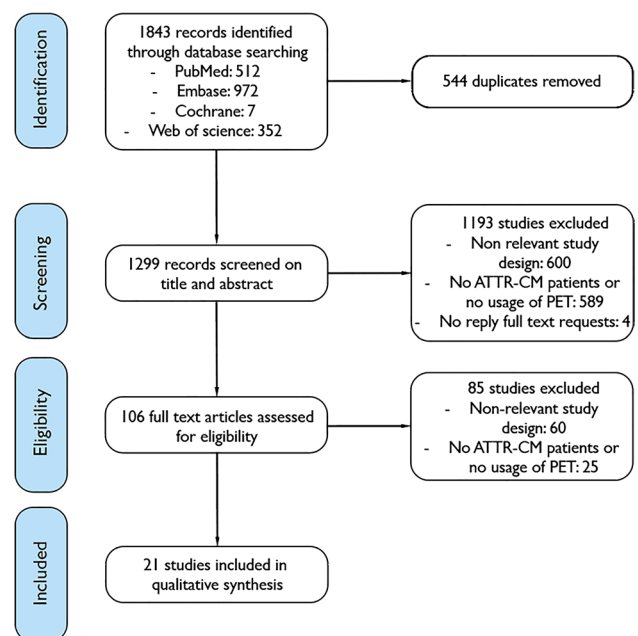 Identification
1843 records identified
through database searching
- PubMed: 512
- Embase: 972
- Cochrane: 7
- Web of science: 352
544 duplicates removed
Screening
1299 records screened on
title and abstract
1193 studies excluded
- Non relevant study
design: 600
- No ATTR-CM patients or
no usage of PET: 589
- No reply full text requests: 4
Eligibility
106 full text articles assessed
for eligibility
85 studies excluded
- Non-relevant study
design: 60
- No ATTR-CM patients or
no usage of PET: 25
Included
21 studies included in
qualitative synthesis